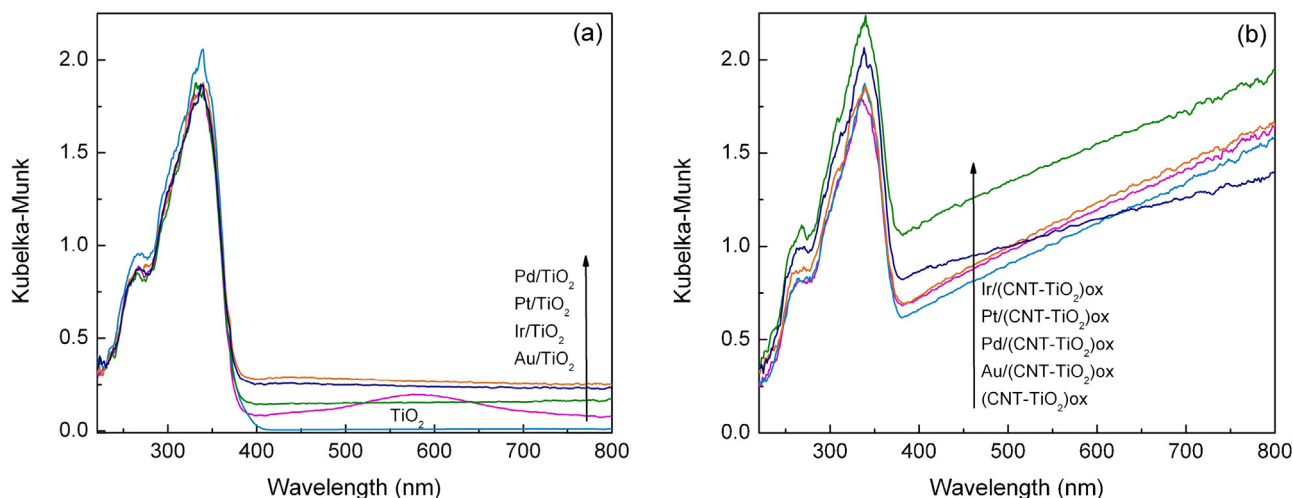 (a)
2.0
1.5
1.0
0.5
0.0
Kubelka-Munk
Pd/TiO₂
Pt/TiO₂
Ir/TiO₂
Au/TiO₂
TiO₂
300 400 500 600 700 800
Wavelength (nm)
(b)
2.0
1.5
1.0
0.5
0.0
Kubelka-Munk
Ir/(CNT-TiO₂)ox
Pt/(CNT-TiO₂)ox
Pd/(CNT-TiO₂)ox
Au/(CNT-TiO₂)ox
(CNT-TiO₂)ox
300 400 500 600 700 800
Wavelength (nm)